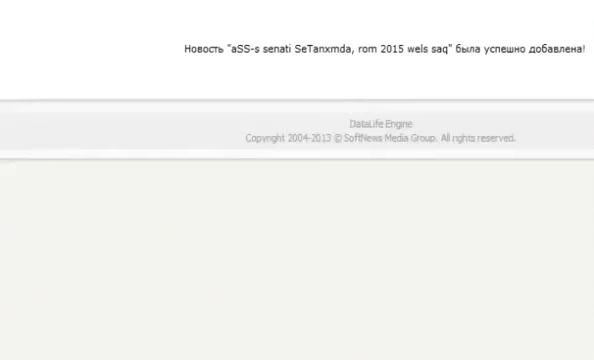 Новость "aSS-s senati SeTanxmda, rom 2015 wels saq" была успешно добавлена!
DataLife Engine
Copyright 2004-2013 © SoftNews Media Group. All rights reserved.